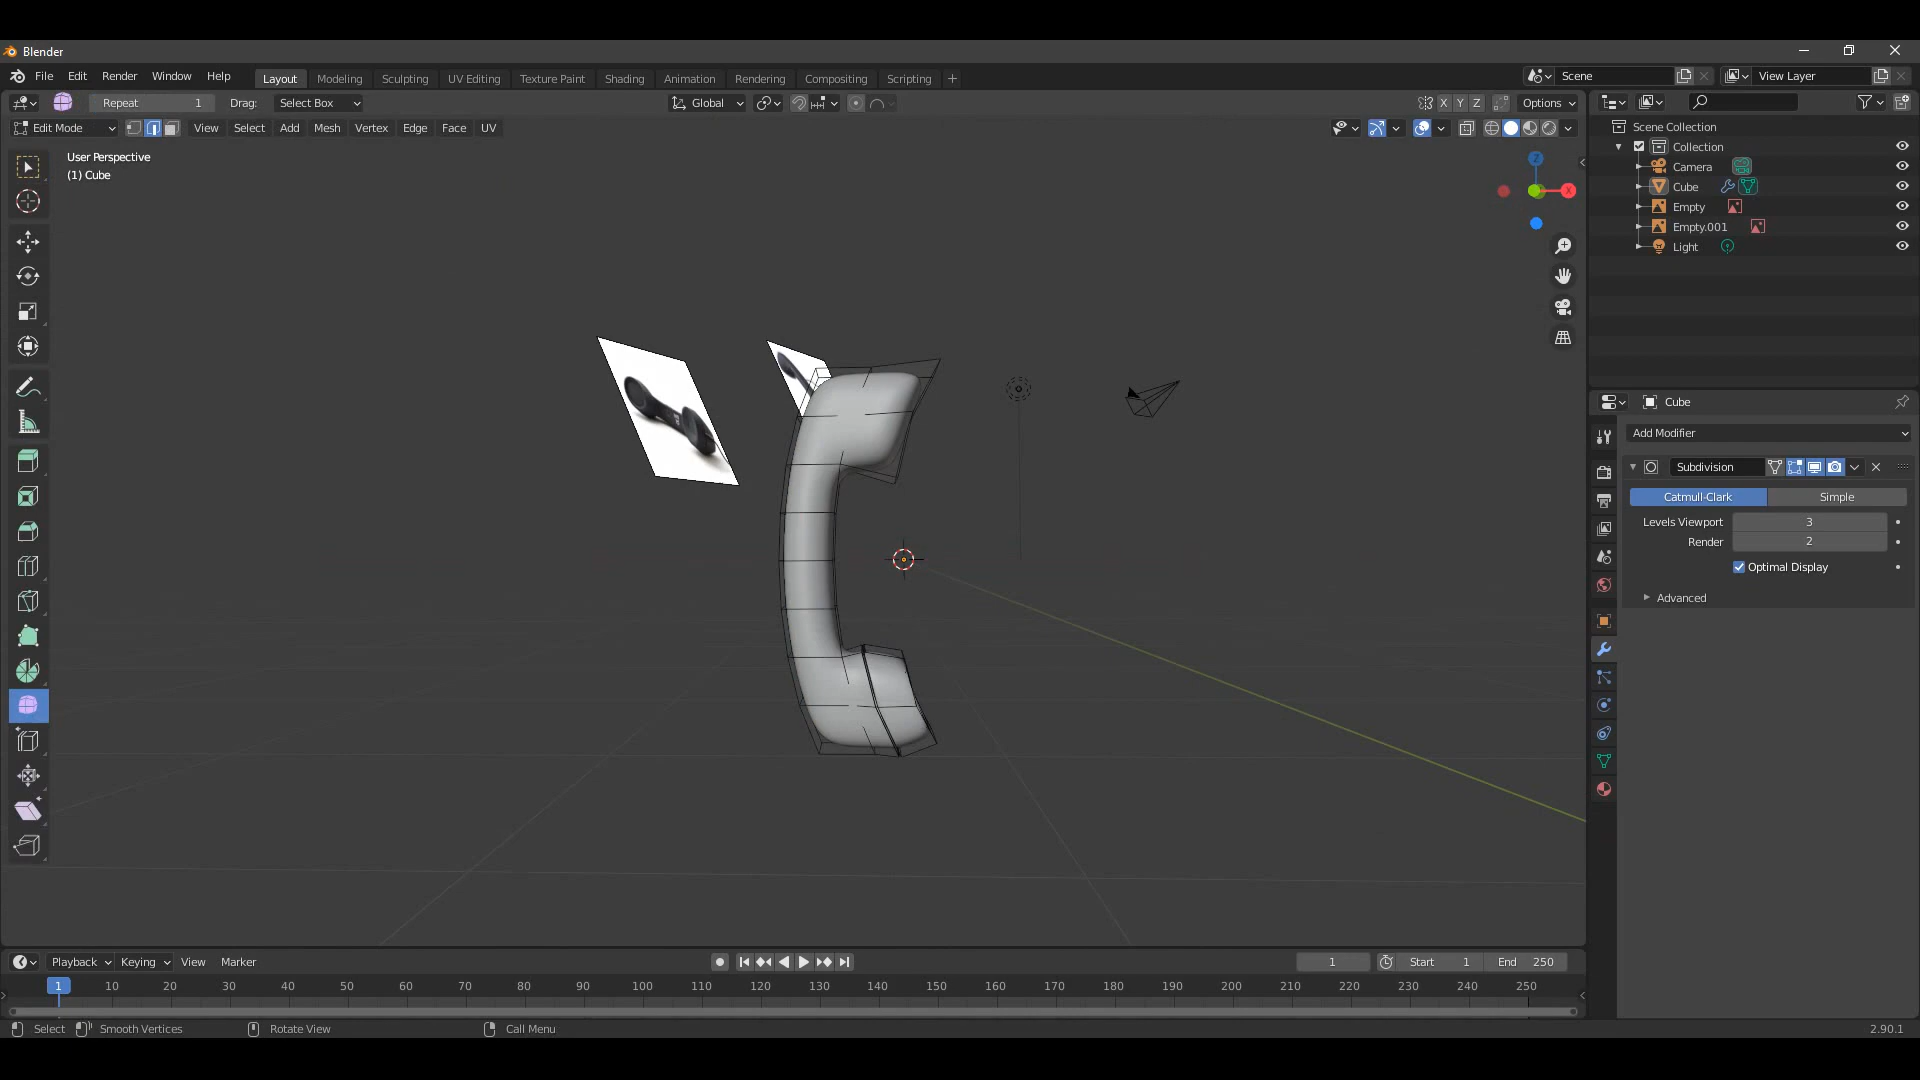 Blender
File Edit Render Window Help Layout Modeling Sculpting UV Editing Texture Paint Shading Animation Rendering Compositing Scripting + Scene View Layer
Repeat 1 Drag: Select Box Global X Y Z Options
Edit Mode View Select Add Mesh Vertex Edge Face UV
User Perspective
(1) Cube
Z
X
Scene Collection
Collection
Camera
Cube
Empty
Empty.001
Light
Cube
Add Modifier
Subdivision
Catmull-Clark Simple
Levels Viewport 3
Render 2
Optimal Display
Advanced
Playback Keying View Marker 1 Start 1 End 250
1 10 20 30 40 50 60 70 80 90 100 110 120 130 140 150 160 170 180 190 200 210 220 230 240 250
Select Smooth Vertices Rotate View Call Menu 2.90.1